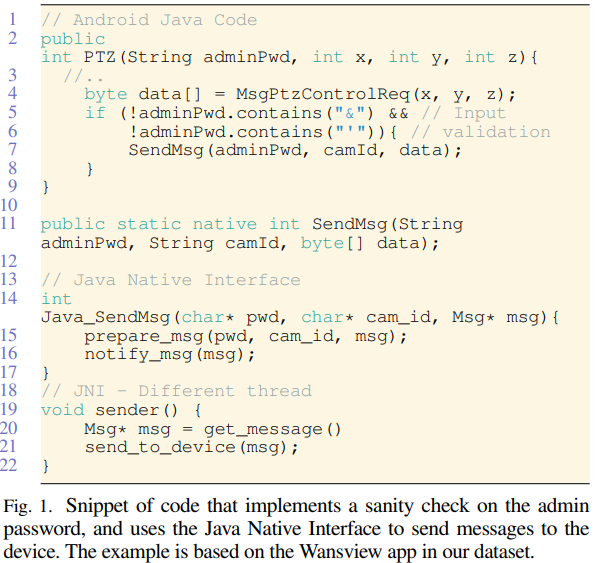 1 // Android Java Code
2 public
int PTZ(String adminPwd, int x, int y, int z){
3 //..
4 byte data[] = MsgPtzControlReq(x, y, z);
5 if (!adminPwd.contains("&") && // Input
6 !adminPwd.contains("'")){ // validation
7 SendMsg(adminPwd, camId, data);
8 }
9 }
10
11 public static native int SendMsg(String
adminPwd, String camId, byte[] data);
12
13 // Java Native Interface
14 int
Java_SendMsg(char* pwd, char* cam_id, Msg* msg){
15 prepare_msg(pwd, cam_id, msg);
16 notify_msg(msg);
17 }
18 // JNI - Different thread
19 void sender() {
20 Msg* msg = get_message()
21 send_to_device(msg);
22 }
Fig. 1. Snippet of code that implements a sanity check on the admin
password, and uses the Java Native Interface to send messages to the
device. The example is based on the Wansview app in our dataset.